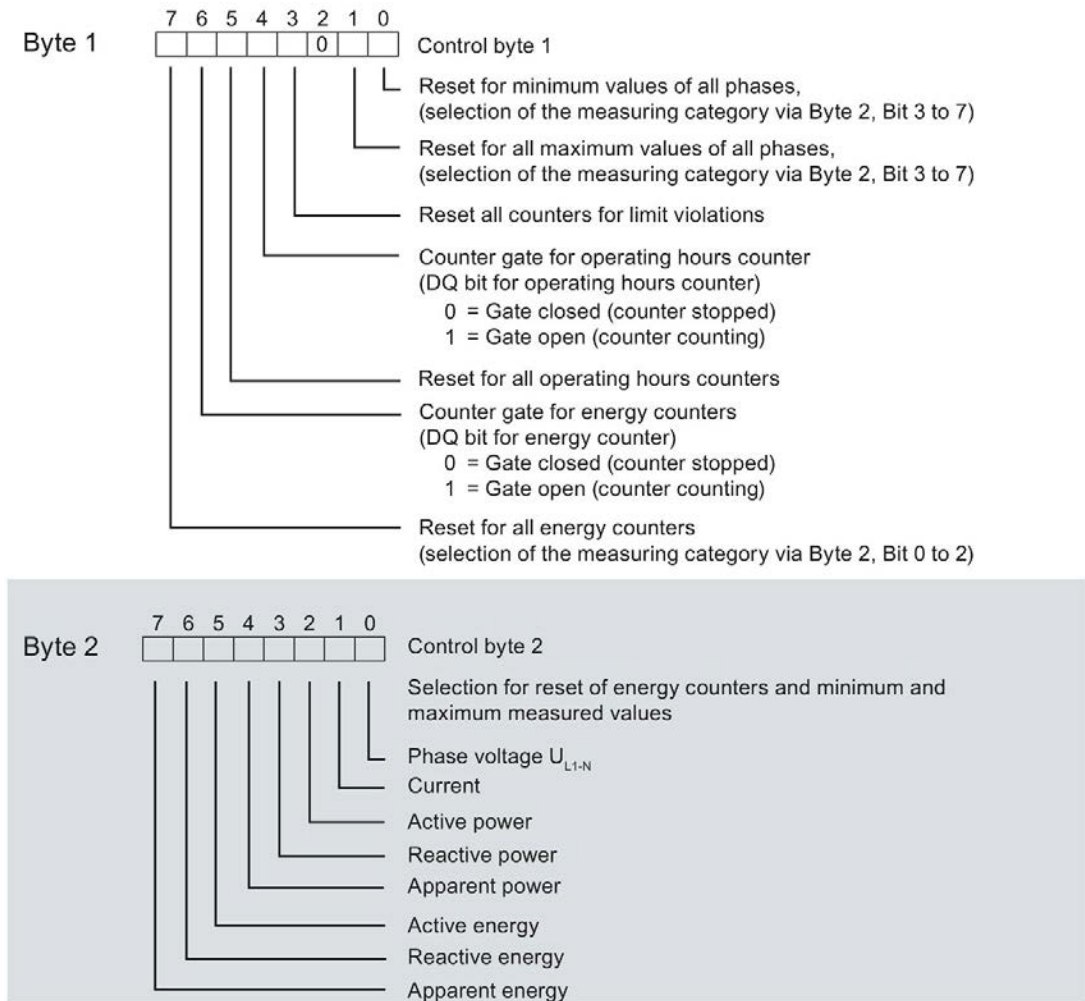 7 6 5 4 3 2 1 0
Byte 1
0
Control byte 1
Reset for minimum values of all phases,
(selection of the measuring category via Byte 2, Bit 3 to 7)
Reset for all maximum values of all phases,
(selection of the measuring category via Byte 2, Bit 3 to 7)
Reset all counters for limit violations
Counter gate for operating hours counter
(DQ bit for operating hours counter)
0 = Gate closed (counter stopped)
1 = Gate open (counter counting)
Reset for all operating hours counters
Counter gate for energy counters
(DQ bit for energy counter)
0 = Gate closed (counter stopped)
1 = Gate open (counter counting)
Reset for all energy counters
(selection of the measuring category via Byte 2, Bit 0 to 2)
7 6 5 4 3 2 1 0
Byte 2
Control byte 2
Selection for reset of energy counters and minimum and
maximum measured values
Phase voltage U L1-N
Current
Active power
Reactive power
Apparent power
Active energy
Reactive energy
Apparent energy